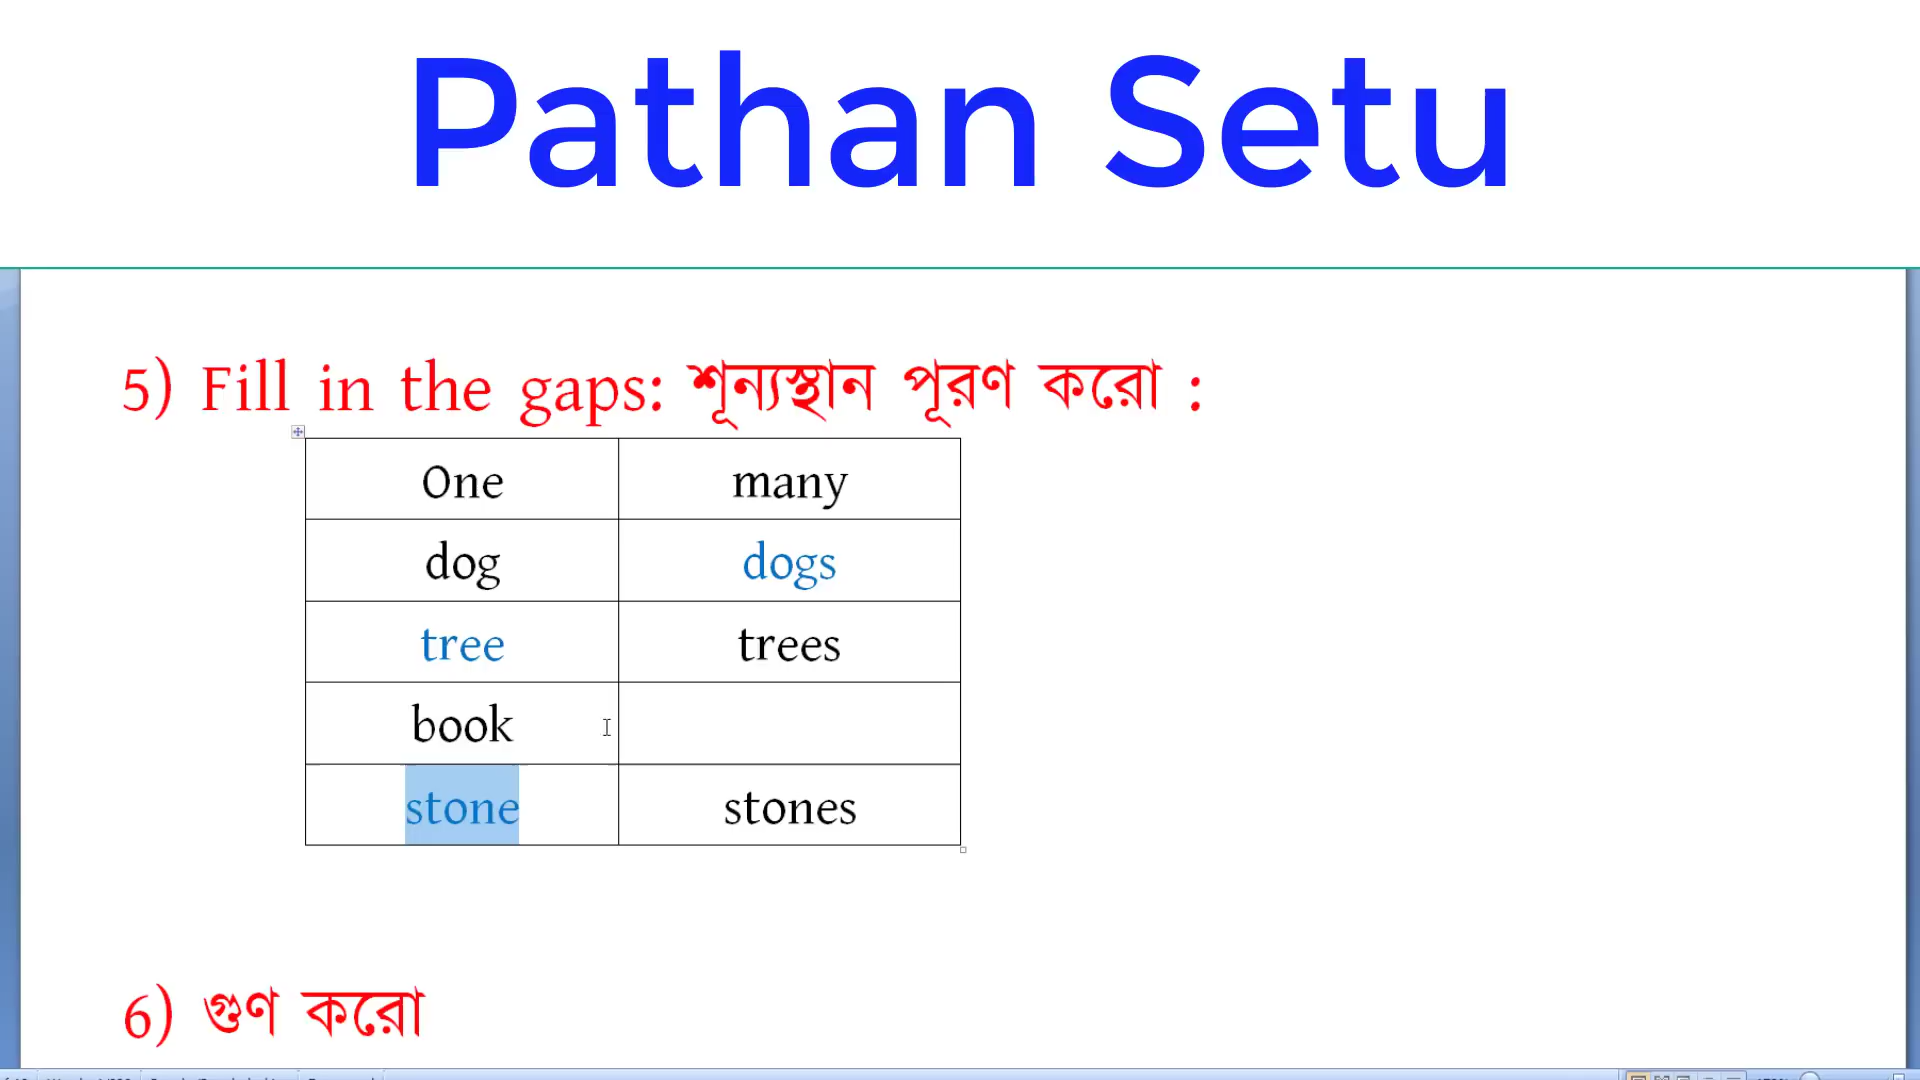 Pathan Setu
5) Fill in the gaps: শূন্যস্থান পূরণ করো :
One many
dog dogs
tree trees
book
stone stones
6) গুণ করো